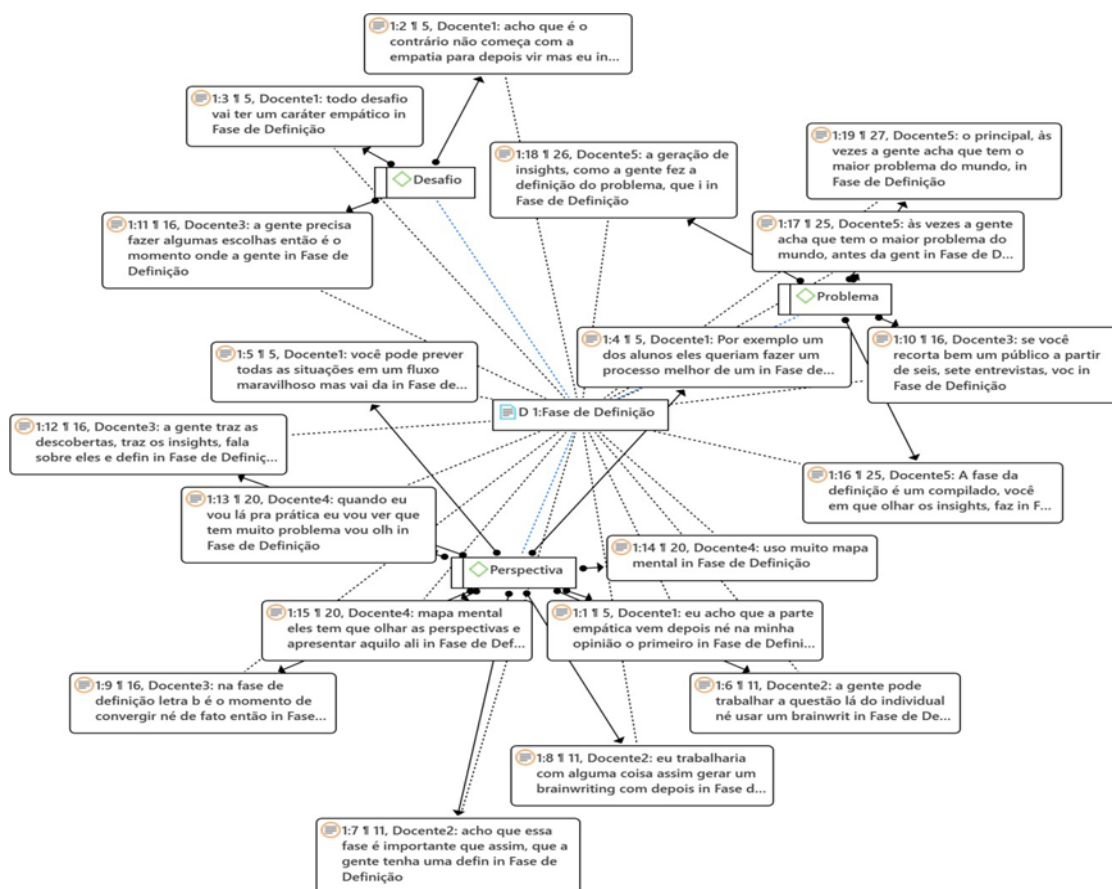 1:2 ¶ 5, Docente1: acho que é o
contrário não começa com a
empatia para depois vir mas eu in...
1:3 ¶ 5, Docente1: todo desafio
vai ter um caráter empático in
Fase de Definição
1:18 ¶ 26, Docente5: a geração de
insights, como a gente fez a
definição do problema, que i in
Fase de Definição
1:19 ¶ 27, Docente5: o principal, às
vezes a gente acha que tem o
maior problema do mundo, in
Fase de Definição
Desafio
1:11 ¶ 16, Docente3: a gente precisa
fazer algumas escolhas então é o
momento onde a gente in Fase de
Definição
1:17 ¶ 25, Docente5: às vezes a gente
acha que tem o maior problema do
mundo, antes da gent in Fase de D...
Problema
1:5 ¶ 5, Docente1: você pode prever
todas as situações em um fluxo
maravilhoso mas vai da in Fase de...
1:4 ¶ 5, Docente1: Por exemplo um
dos alunos eles queriam fazer um
processo melhor de um in Fase de...
1:10 ¶ 16, Docente3: se você
recorta bem um público a partir
de seis, sete entrevistas, voc in
Fase de Definição
D 1:Fase de Definição
1:12 ¶ 16, Docente3: a gente traz as
descobertas, traz os insights, fala
sobre eles e defin in Fase de Definiç...
1:16 ¶ 25, Docente5: A fase da
definição é um compilado, você
em que olhar os insights, faz in F...
1:13 ¶ 20, Docente4: quando eu
vou lá pra prática eu vou ver que
tem muito problema vou olh in
Fase de Definição
Perspectiva
1:14 ¶ 20, Docente4: uso muito mapa
mental in Fase de Definição
1:15 ¶ 20, Docente4: mapa mental
eles tem que olhar as perspectivas e
apresentar aquilo ali in Fase de Def...
1:1 ¶ 5, Docente1: eu acho que a parte
empática vem depois né na minha
opinião o primeiro in Fase de Defini...
1:9 ¶ 16, Docente3: na fase de
definição letra b é o momento de
convergir né de fato então in Fase...
1:6 ¶ 11, Docente2: a gente pode
trabalhar a questão lá do individual
né usar um brainwrit in Fase de De...
1:8 ¶ 11, Docente2: eu trabalharia
com alguma coisa assim gerar um
brainwriting com depois in Fase d...
1:7 ¶ 11, Docente2: acho que essa
fase é importante que assim, que a
gente tenha uma defin in Fase de
Definição